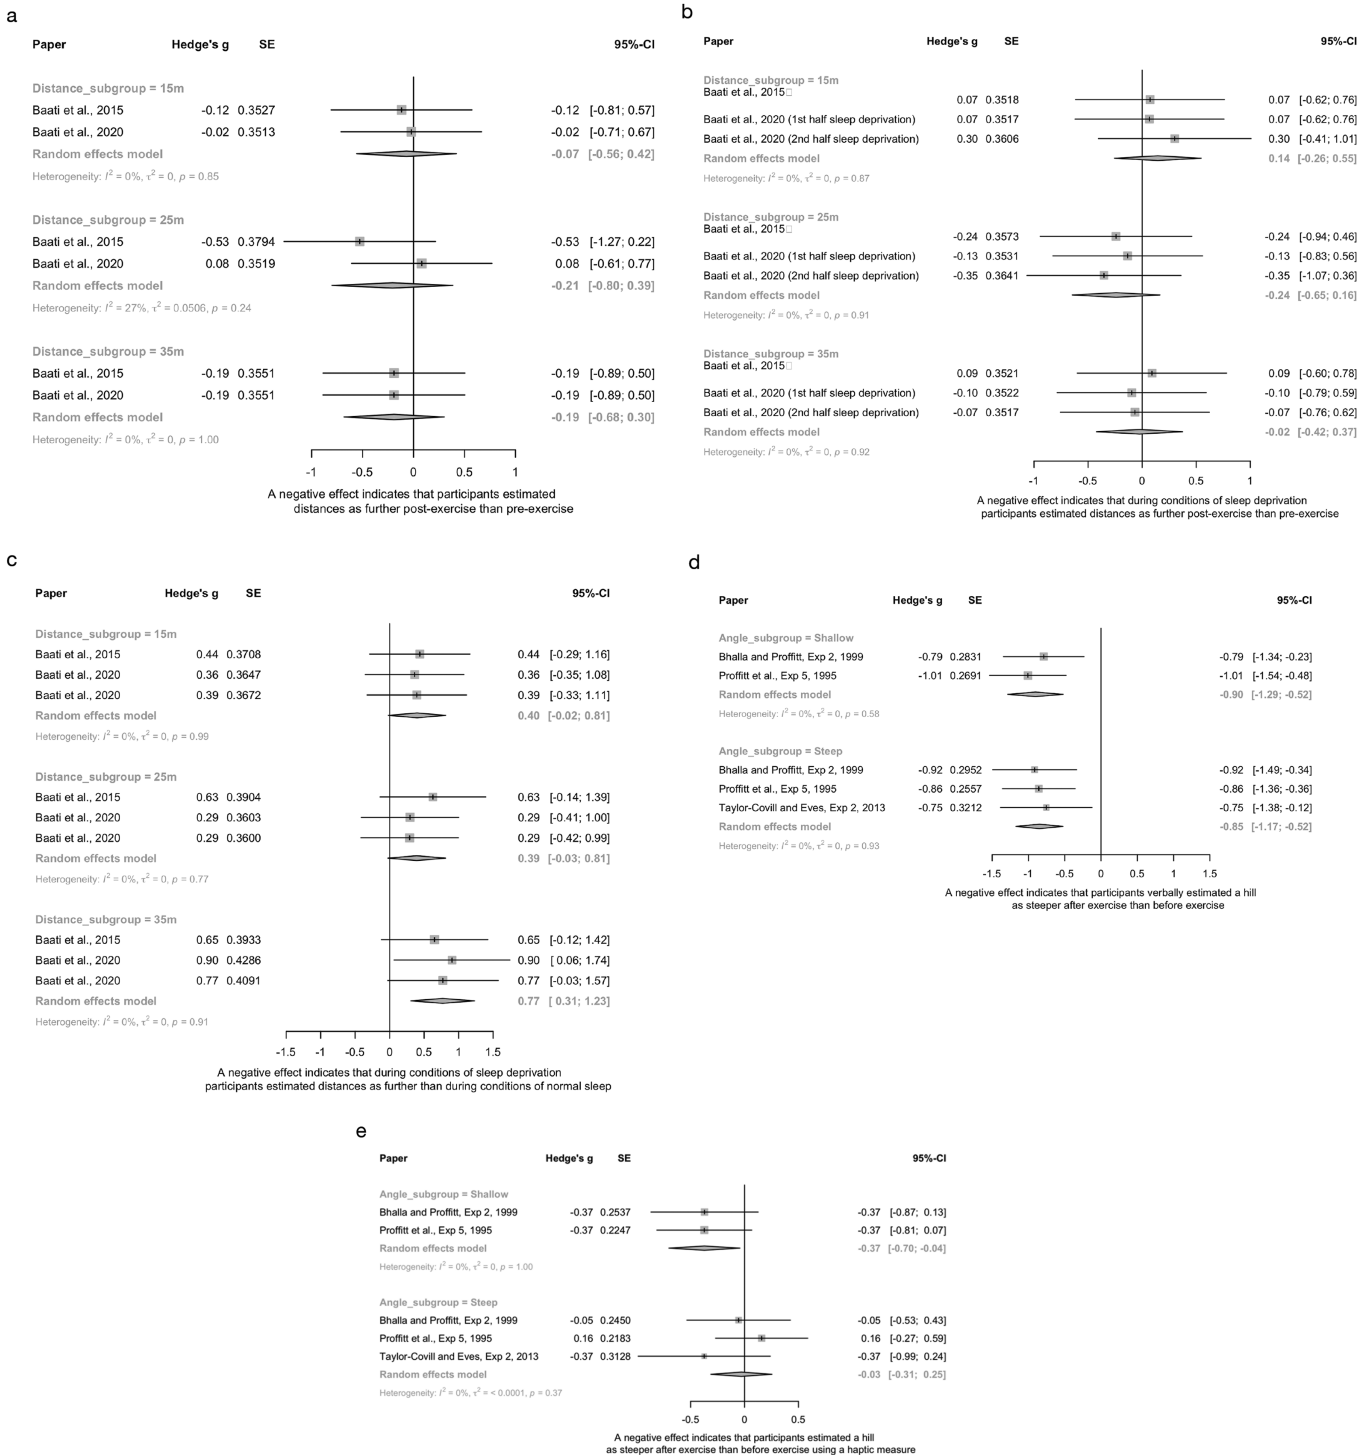 a
Paper Hedge's g SE 95%-CI
Distance_subgroup = 15m
Baati et al., 2015 -0.12 0.3527 -0.12 [-0.81; 0.57]
Baati et al., 2020 -0.02 0.3513 -0.02 [-0.71; 0.67]
Random effects model -0.07 [-0.56; 0.42]
Heterogeneity: I² = 0%, τ² = 0, p = 0.85
Distance_subgroup = 25m
Baati et al., 2015 -0.53 0.3794 -0.53 [-1.27; 0.22]
Baati et al., 2020 0.08 0.3519 0.08 [-0.61; 0.77]
Random effects model -0.21 [-0.80; 0.39]
Heterogeneity: I² = 27%, τ² = 0.0506, p = 0.24
Distance_subgroup = 35m
Baati et al., 2015 -0.19 0.3551 -0.19 [-0.89; 0.50]
Baati et al., 2020 -0.19 0.3551 -0.19 [-0.89; 0.50]
Random effects model -0.19 [-0.68; 0.30]
Heterogeneity: I² = 0%, τ² = 0, p = 1.00
-1 -0.5 0 0.5 1
A negative effect indicates that participants estimated
distances as further post-exercise than pre-exercise
b
Paper Hedge's g SE 95%-CI
Distance_subgroup = 15m
Baati et al., 2015□
0.07 0.3518 0.07 [-0.62; 0.76]
Baati et al., 2020 (1st half sleep deprivation) 0.07 0.3517 0.07 [-0.62; 0.76]
Baati et al., 2020 (2nd half sleep deprivation) 0.30 0.3606 0.30 [-0.41; 1.01]
Random effects model 0.14 [-0.26; 0.55]
Heterogeneity: I² = 0%, τ² = 0, p = 0.87
Distance_subgroup = 25m
Baati et al., 2015□
-0.24 0.3573 -0.24 [-0.94; 0.46]
Baati et al., 2020 (1st half sleep deprivation) -0.13 0.3531 -0.13 [-0.83; 0.56]
Baati et al., 2020 (2nd half sleep deprivation) -0.35 0.3641 -0.35 [-1.07; 0.36]
Random effects model -0.24 [-0.65; 0.16]
Heterogeneity: I² = 0%, τ² = 0, p = 0.91
Distance_subgroup = 35m
Baati et al., 2015□
0.09 0.3521 0.09 [-0.60; 0.78]
Baati et al., 2020 (1st half sleep deprivation) -0.10 0.3522 -0.10 [-0.79; 0.59]
Baati et al., 2020 (2nd half sleep deprivation) -0.07 0.3517 -0.07 [-0.76; 0.62]
Random effects model -0.02 [-0.42; 0.37]
Heterogeneity: I² = 0%, τ² = 0, p = 0.92
-1 -0.5 0 0.5 1
A negative effect indicates that during conditions of sleep deprivation
participants estimated distances as further post-exercise than pre-exercise
c
Paper Hedge's g SE 95%-CI
Distance_subgroup = 15m
Baati et al., 2015 0.44 0.3708 0.44 [-0.29; 1.16]
Baati et al., 2020 0.36 0.3647 0.36 [-0.35; 1.08]
Baati et al., 2020 0.39 0.3672 0.39 [-0.33; 1.11]
Random effects model 0.40 [-0.02; 0.81]
Heterogeneity: I² = 0%, τ² = 0, p = 0.99
Distance_subgroup = 25m
Baati et al., 2015 0.63 0.3904 0.63 [-0.14; 1.39]
Baati et al., 2020 0.29 0.3603 0.29 [-0.41; 1.00]
Baati et al., 2020 0.29 0.3600 0.29 [-0.42; 0.99]
Random effects model 0.39 [-0.03; 0.81]
Heterogeneity: I² = 0%, τ² = 0, p = 0.77
Distance_subgroup = 35m
Baati et al., 2015 0.65 0.3933 0.65 [-0.12; 1.42]
Baati et al., 2020 0.90 0.4286 0.90 [ 0.06; 1.74]
Baati et al., 2020 0.77 0.4091 0.77 [-0.03; 1.57]
Random effects model 0.77 [ 0.31; 1.23]
Heterogeneity: I² = 0%, τ² = 0, p = 0.91
-1.5 -1 -0.5 0 0.5 1 1.5
A negative effect indicates that during conditions of sleep deprivation
participants estimated distances as further than during conditions of normal sleep
d
Paper Hedge's g SE 95%-CI
Angle_subgroup = Shallow
Bhalla and Proffitt, Exp 2, 1999 -0.79 0.2831 -0.79 [-1.34; -0.23]
Proffitt et al., Exp 5, 1995 -1.01 0.2691 -1.01 [-1.54; -0.48]
Random effects model -0.90 [-1.29; -0.52]
Heterogeneity: I² = 0%, τ² = 0, p = 0.58
Angle_subgroup = Steep
Bhalla and Proffitt, Exp 2, 1999 -0.92 0.2952 -0.92 [-1.49; -0.34]
Proffitt et al., Exp 5, 1995 -0.86 0.2557 -0.86 [-1.36; -0.36]
Taylor-Covill and Eves, Exp 2, 2013 -0.75 0.3212 -0.75 [-1.38; -0.12]
Random effects model -0.85 [-1.17; -0.52]
Heterogeneity: I² = 0%, τ² = 0, p = 0.93
-1.5 -1 -0.5 0 0.5 1 1.5
A negative effect indicates that participants verbally estimated a hill
as steeper after exercise than before exercise
e
Paper Hedge's g SE 95%-CI
Angle_subgroup = Shallow
Bhalla and Proffitt, Exp 2, 1999 -0.37 0.2537 -0.37 [-0.87; 0.13]
Proffitt et al., Exp 5, 1995 -0.37 0.2247 -0.37 [-0.81; 0.07]
Random effects model -0.37 [-0.70; -0.04]
Heterogeneity: I² = 0%, τ² = 0, p = 1.00
Angle_subgroup = Steep
Bhalla and Proffitt, Exp 2, 1999 -0.05 0.2450 -0.05 [-0.53; 0.43]
Proffitt et al., Exp 5, 1995 0.16 0.2183 0.16 [-0.27; 0.59]
Taylor-Covill and Eves, Exp 2, 2013 -0.37 0.3128 -0.37 [-0.99; 0.24]
Random effects model -0.03 [-0.31; 0.25]
Heterogeneity: I² = 0%, τ² = < 0.0001, p = 0.37
-0.5 0 0.5
A negative effect indicates that participants estimated a hill
as steeper after exercise than before exercise using a haptic measure